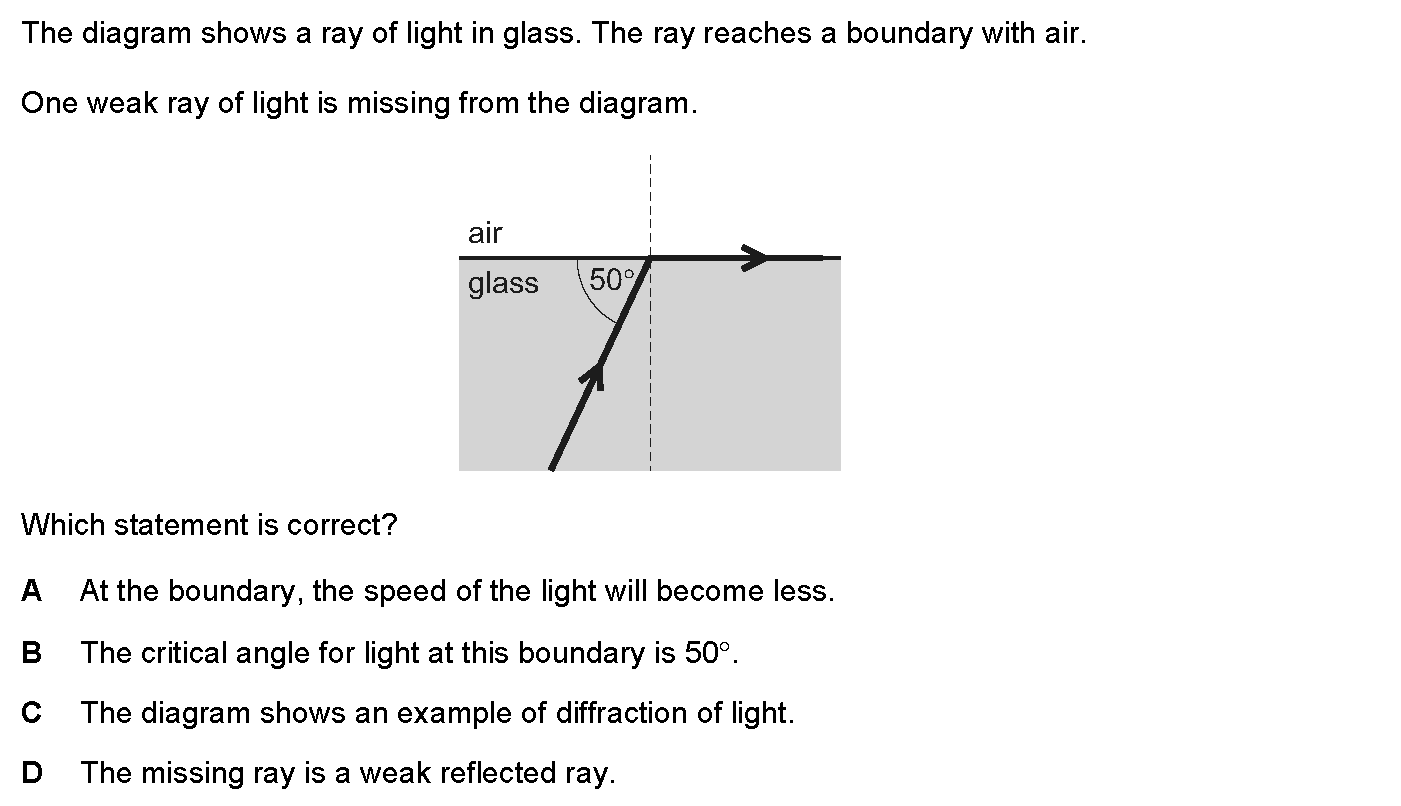 The diagram shows a ray of light in glass. The ray reaches a boundary with air.
One weak ray of light is missing from the diagram.
air
glass
50°
Which statement is correct?
A At the boundary, the speed of the light will become less.
B The critical angle for light at this boundary is 50°.
C The diagram shows an example of diffraction of light.
D The missing ray is a weak reflected ray.